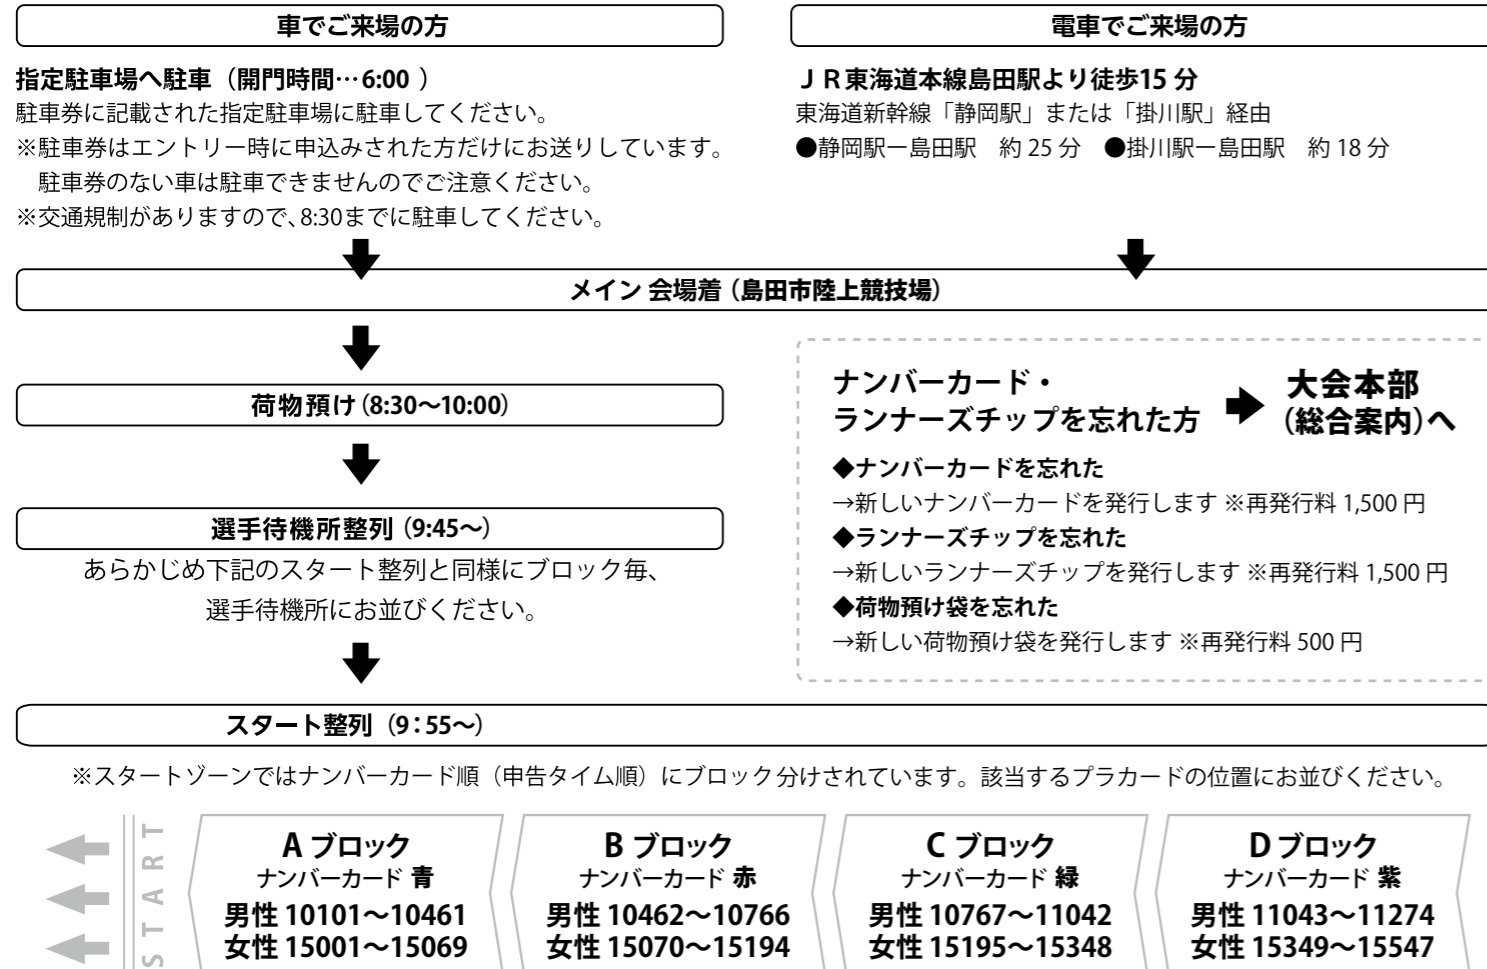 車でご来場の方
指定駐車場へ駐車（開門時間…6:00 ）
駐車券に記載された指定駐車場に駐車してください。
※駐車券はエントリー時に申込みされた方だけにお送りしています。
駐車券のない車は駐車できませんのでご注意ください。
※交通規制がありますので、8:30までに駐車してください。
電車でご来場の方
ＪＲ東海道本線島田駅より徒歩15 分
東海道新幹線「静岡駅」または「掛川駅」経由
●静岡駅ー島田駅　約 25 分　●掛川駅ー島田駅　約 18 分
メイン 会場着（島田市陸上競技場）
荷物預け（8:30〜10:00）
選手待機所整列（9:45〜）
あらかじめ下記のスタート整列と同様にブロック毎、
選手待機所にお並びください。
ナンバーカード・
ランナーズチップを忘れた方
大会本部
（総合案内）へ
◆ナンバーカードを忘れた
→新しいナンバーカードを発行します ※再発行料 1,500 円
◆ランナーズチップを忘れた
→新しいランナーズチップを発行します ※再発行料 1,500 円
◆荷物預け袋を忘れた
→新しい荷物預け袋を発行します ※再発行料 500 円
スタート整列（9：55〜）
※スタートゾーンではナンバーカード順（申告タイム順）にブロック分けされています。該当するプラカードの位置にお並びください。
START
A ブロック
ナンバーカード 青
男性 10101〜10461
女性 15001〜15069
B ブロック
ナンバーカード 赤
男性 10462〜10766
女性 15070〜15194
C ブロック
ナンバーカード 緑
男性 10767〜11042
女性 15195〜15348
D ブロック
ナンバーカード 紫
男性 11043〜11274
女性 15349〜15547